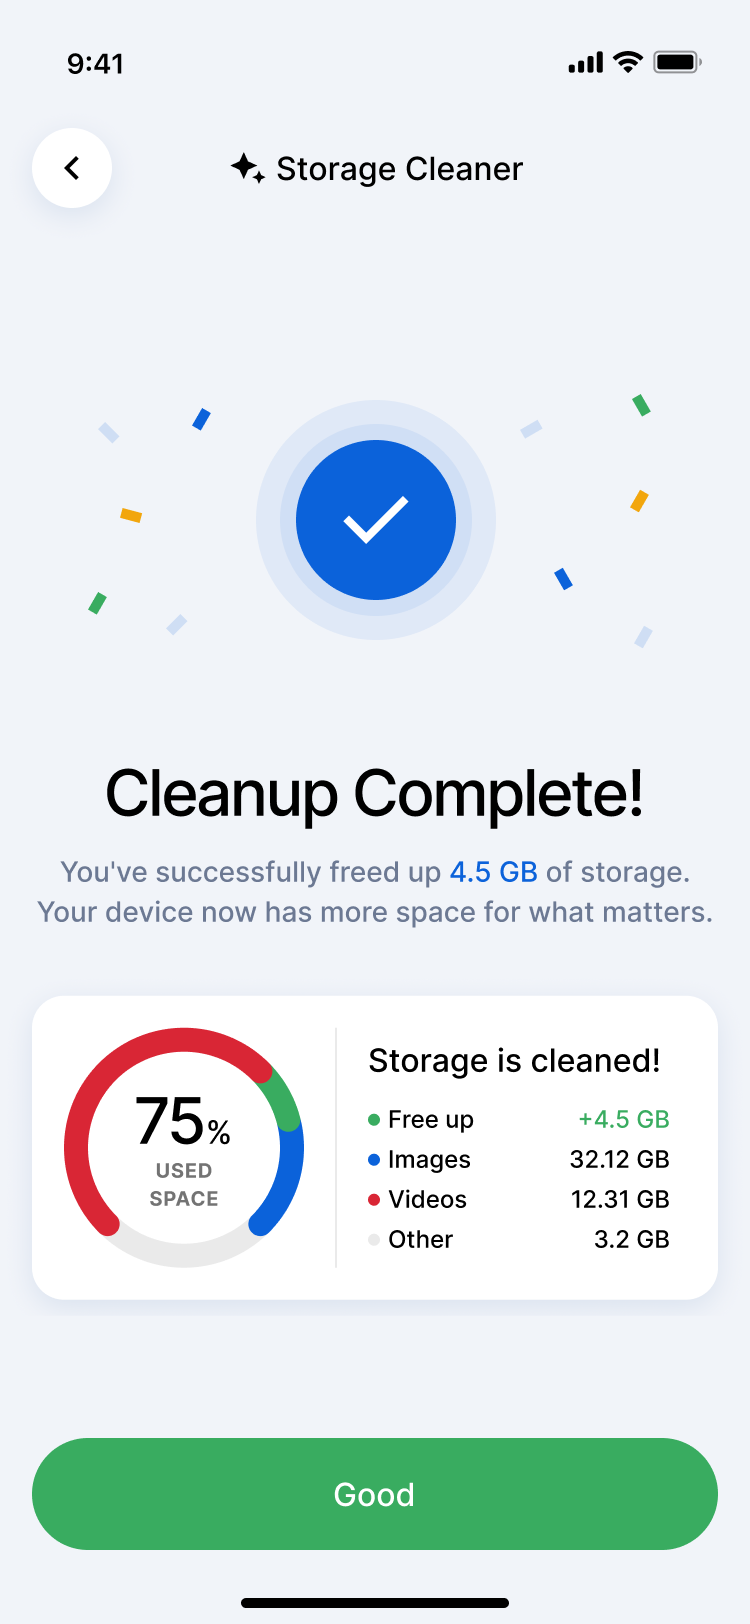 9:41
Storage Cleaner
Cleanup Complete!
You've successfully freed up 4.5 GB of storage.
Your device now has more space for what matters.
75%
USED
SPACE
Storage is cleaned!
Free up +4.5 GB
Images 32.12 GB
Videos 12.31 GB
Other 3.2 GB
Good